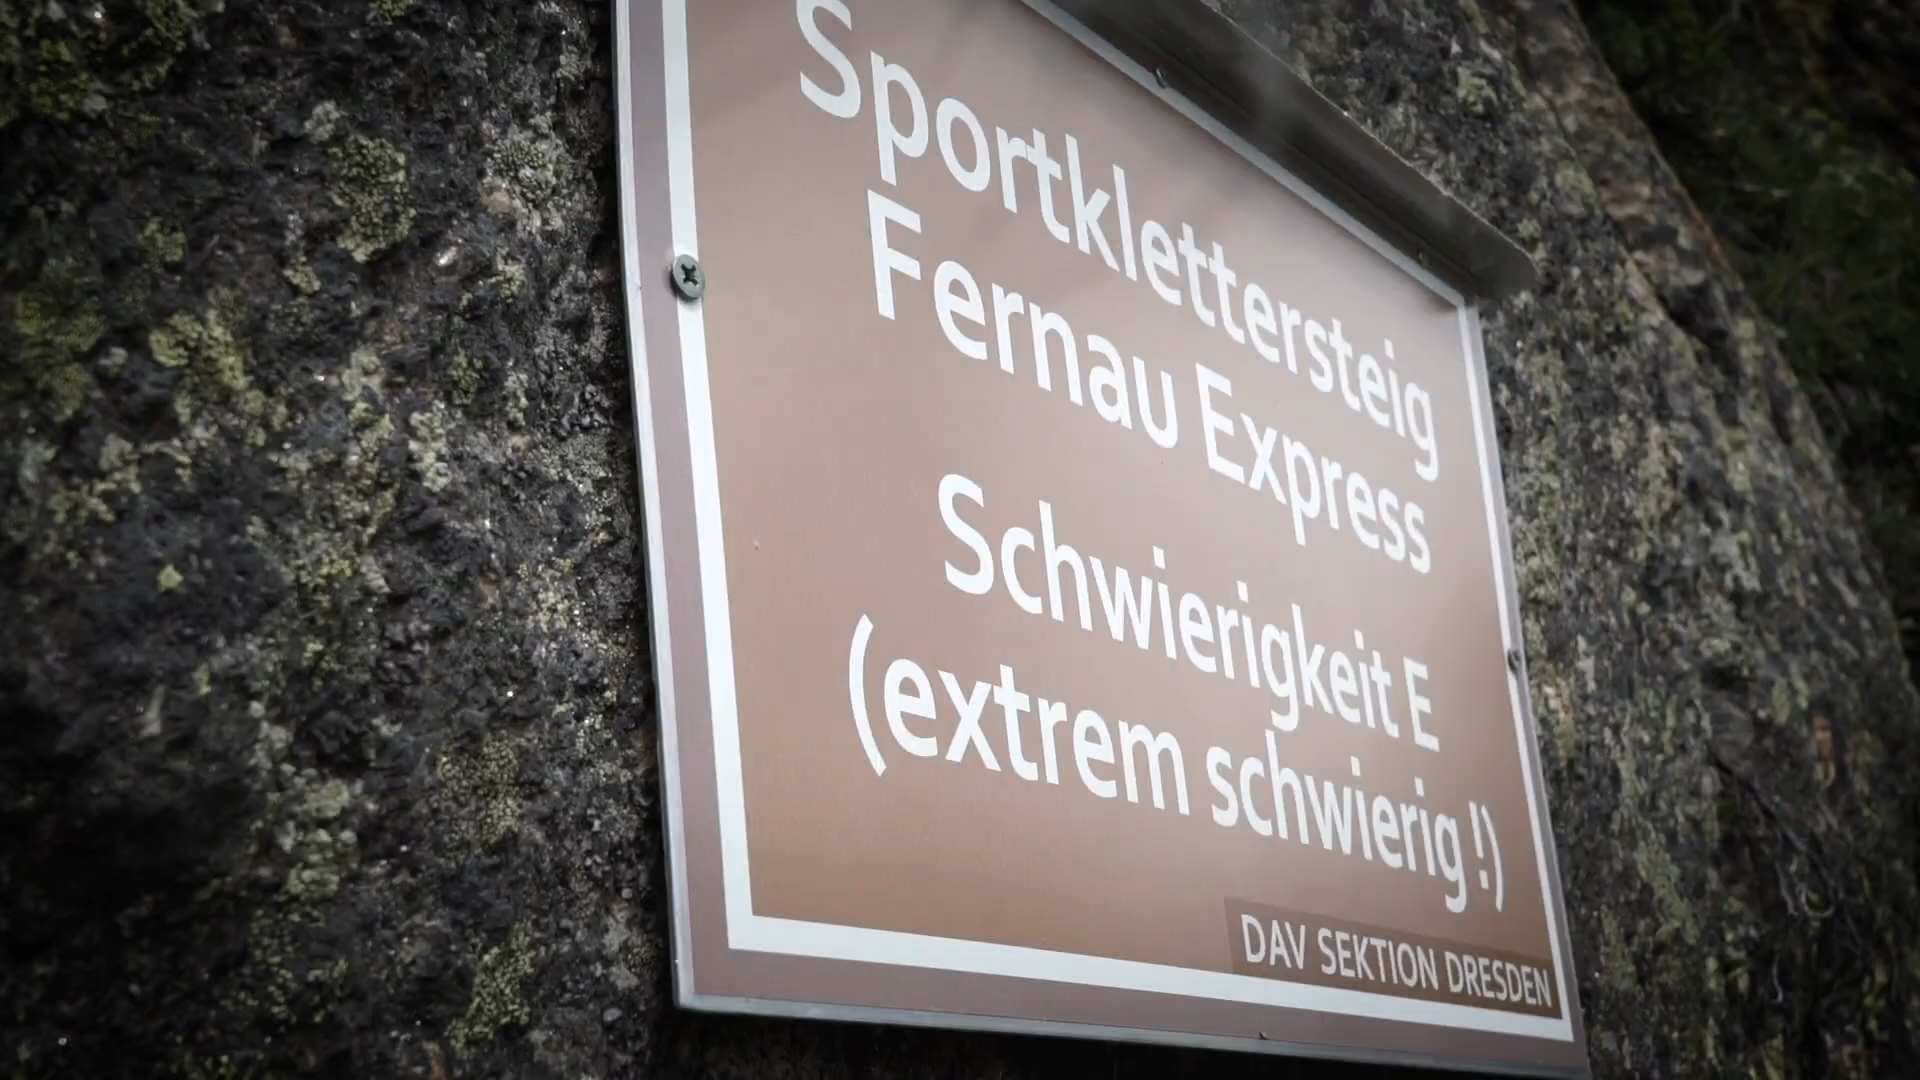 Sportklettersteig
Fernau Express
Schwierigkeit E
(extrem schwierig!)
DAV SEKTION DRESDEN